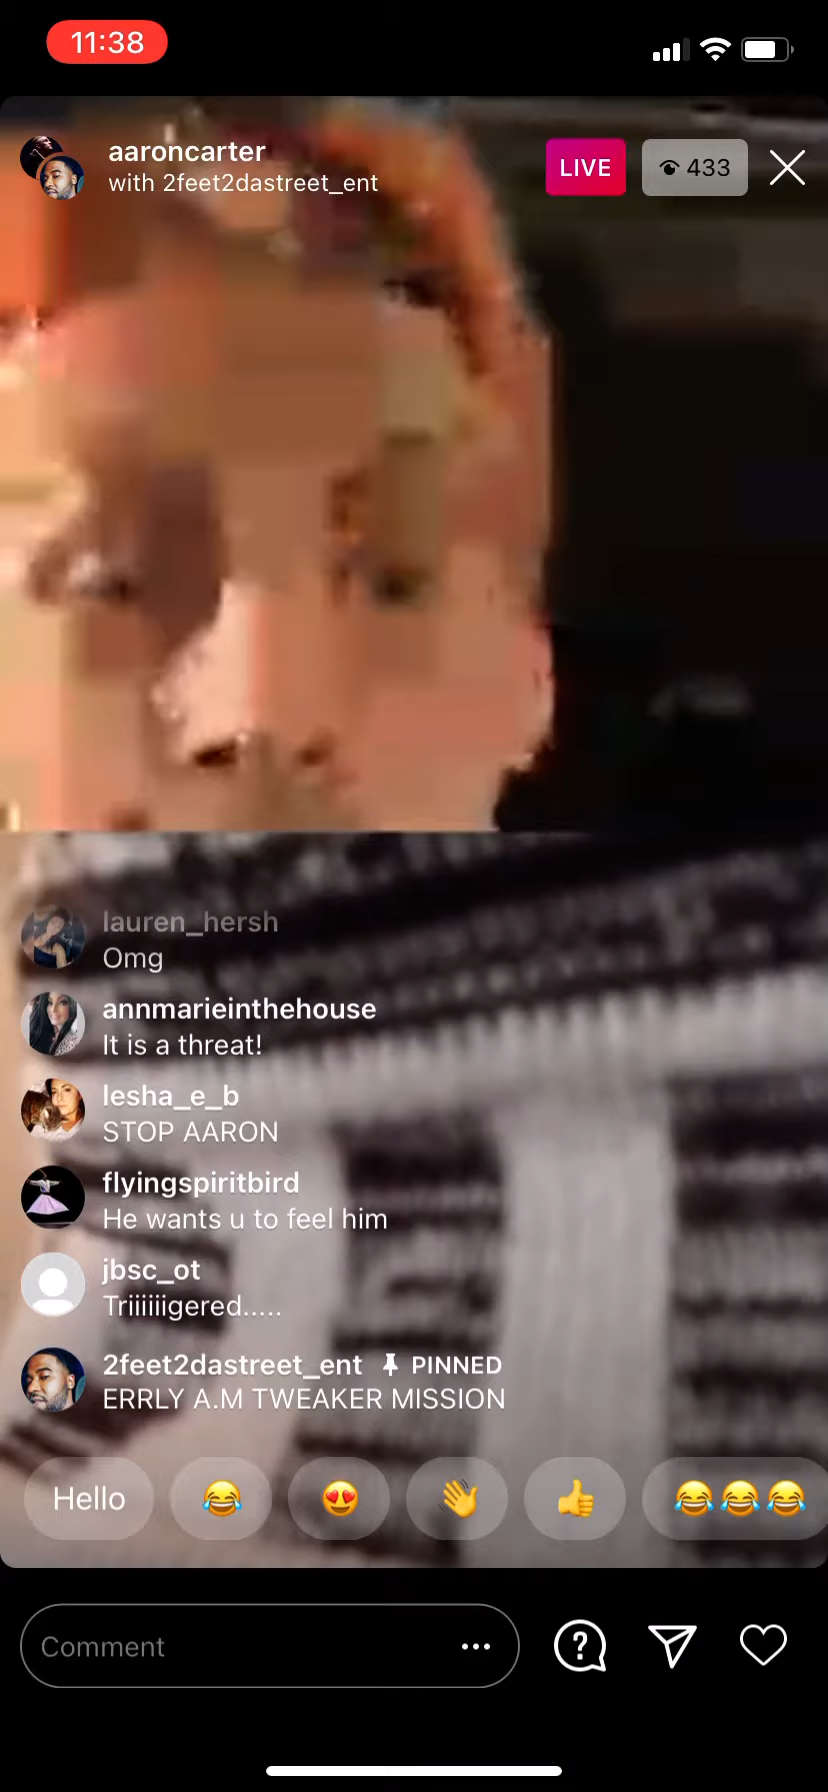 11:38
aaroncarter
with 2feet2dastreet_ent
LIVE
433
lauren_hersh
Omg
annmarieinthehouse
It is a threat!
lesha_e_b
STOP AARON
flyingspiritbird
He wants u to feel him
jbsc_ot
Triiiiiigered.....
2feet2dastreet_ent PINNED
ERRLY A.M TWEAKER MISSION
Hello 😂 😍 👋 👍 😂😂😂
Comment